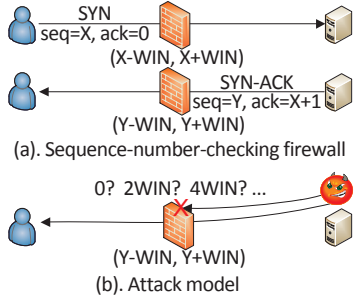 SYN
seq=X, ack=0
(X-WIN, X+WIN)
SYN-ACK
seq=Y, ack=X+1
(Y-WIN, Y+WIN)
(a). Sequence-number-checking firewall
0? 2WIN? 4WIN? ...
(Y-WIN, Y+WIN)
(b). Attack model